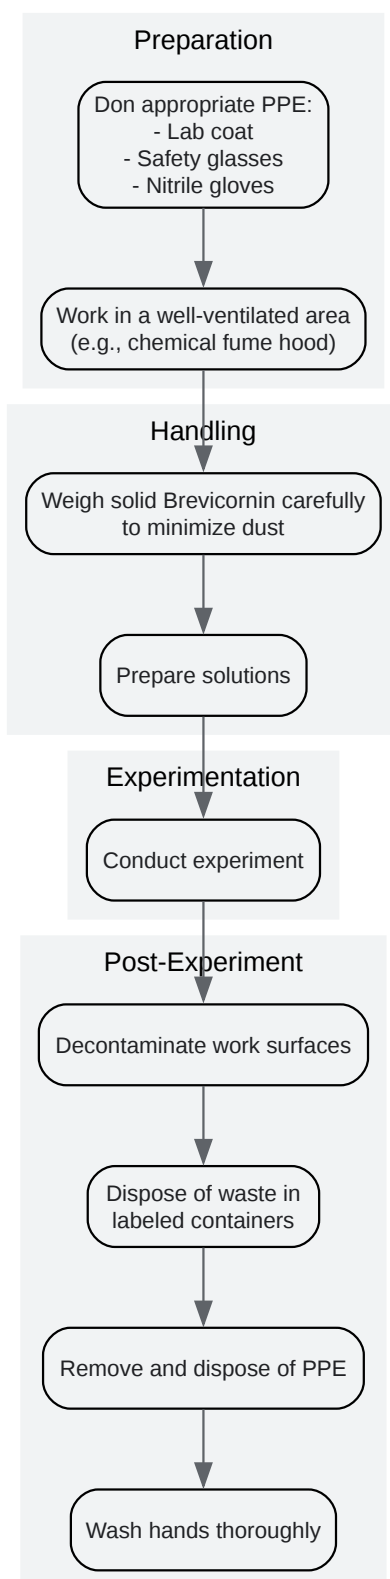 Preparation
Don appropriate PPE:
- Lab coat
- Safety glasses
- Nitrile gloves
Work in a well-ventilated area
(e.g., chemical fume hood)
Handling
Weigh solid Brevicornin carefully
to minimize dust
Prepare solutions
Experimentation
Conduct experiment
Post-Experiment
Decontaminate work surfaces
Dispose of waste in
labeled containers
Remove and dispose of PPE
Wash hands thoroughly